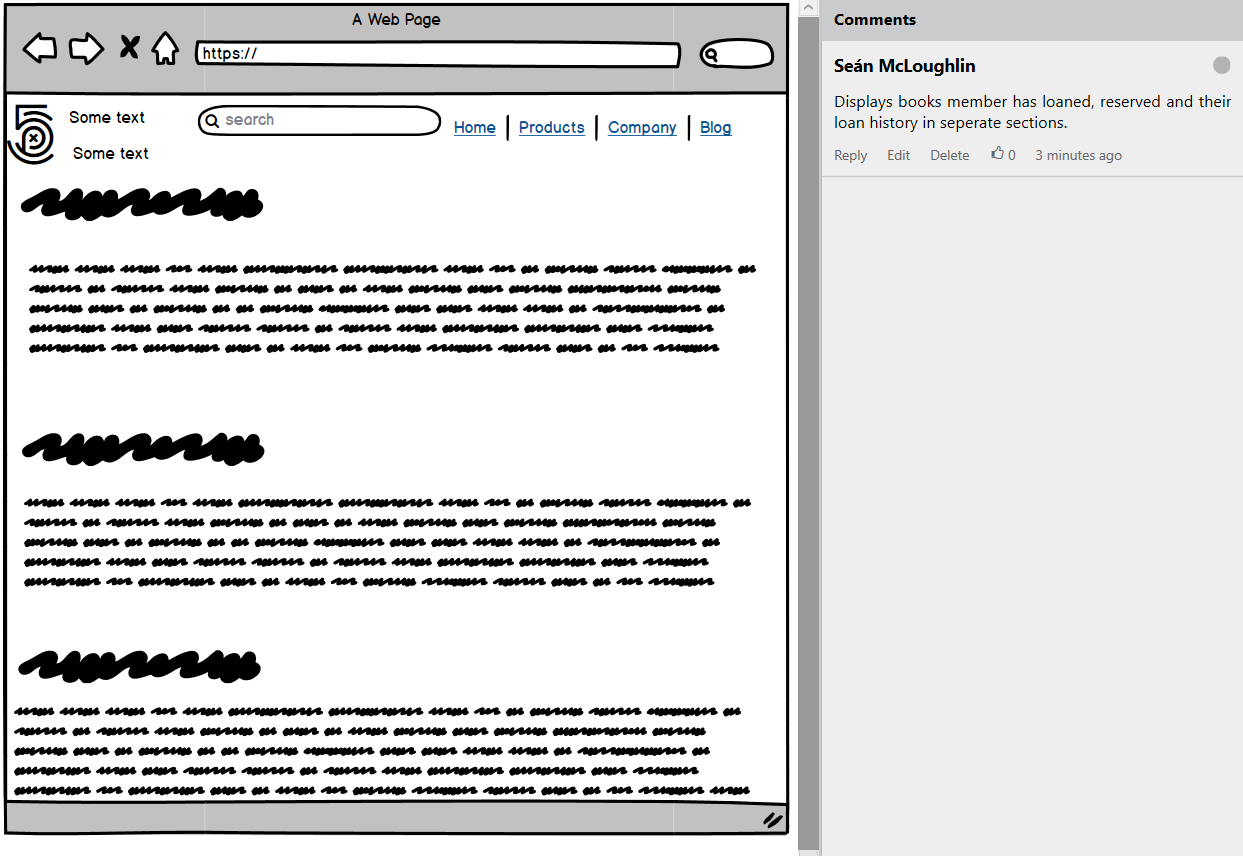 A Web Page
https://
Some text
search
Home
Products
Company
Blog
Some text
Comments
Seán McLoughlin
Displays books member has loaned, reserved and their
loan history in seperate sections.
Reply Edit Delete 0 3 minutes ago